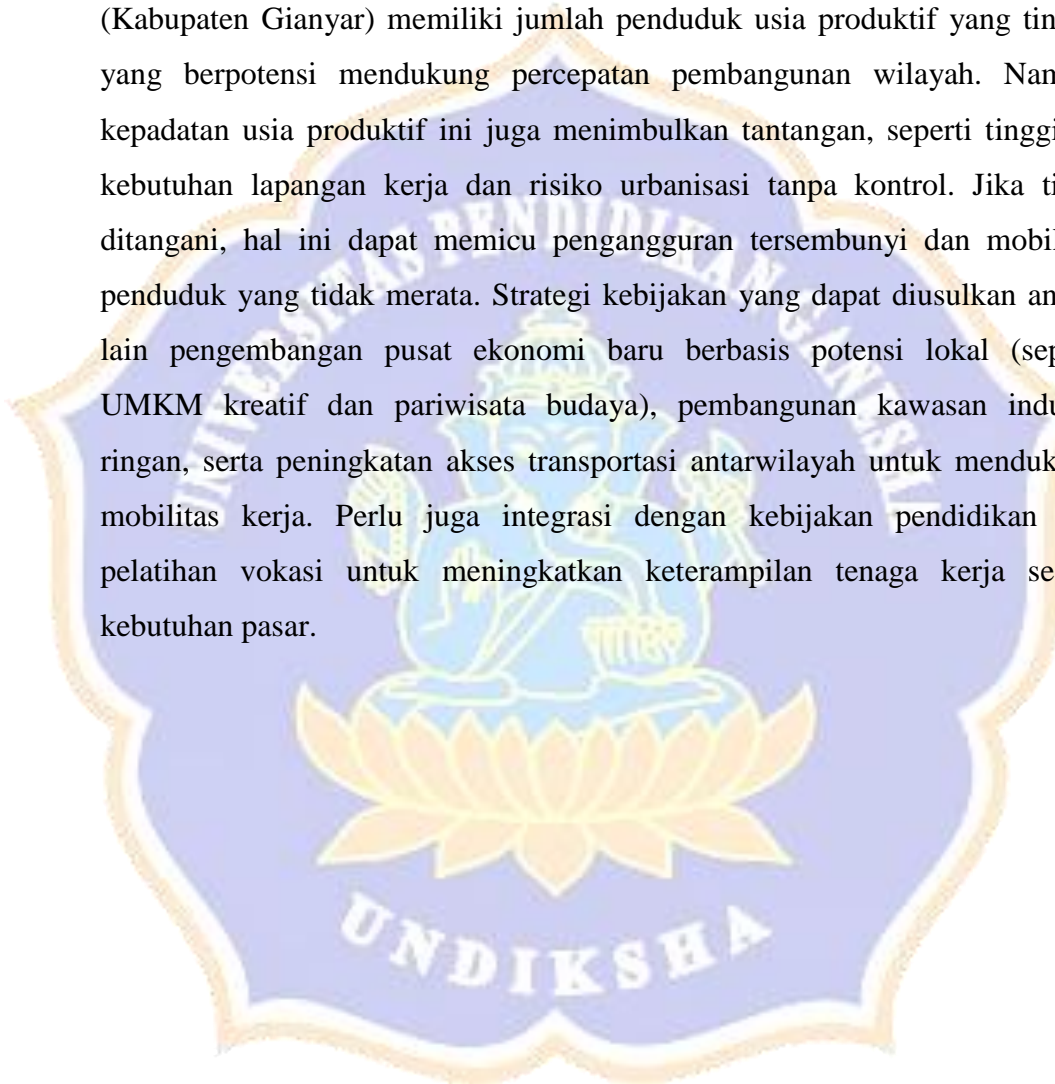 (Kabupaten Gianyar) memiliki jumlah penduduk usia produktif yang tin
yang berpotensi mendukung percepatan pembangunan wilayah. Nam
kepadatan usia produktif ini juga menimbulkan tantangan, seperti tinggi
kebutuhan lapangan kerja dan risiko urbanisasi tanpa kontrol. Jika ti
ditangani, hal ini dapat memicu pengangguran tersembunyi dan mobil
penduduk yang tidak merata. Strategi kebijakan yang dapat diusulkan an
lain pengembangan pusat ekonomi baru berbasis potensi lokal (sep
UMKM kreatif dan pariwisata budaya), pembangunan kawasan indu
ringan, serta peningkatan akses transportasi antarwilayah untuk menduk
mobilitas kerja. Perlu juga integrasi dengan kebijakan pendidikan
pelatihan vokasi untuk meningkatkan keterampilan tenaga kerja se
kebutuhan pasar.
UNIVERSITAS PENDIDIKAN GANESHA
UNDIKSHA